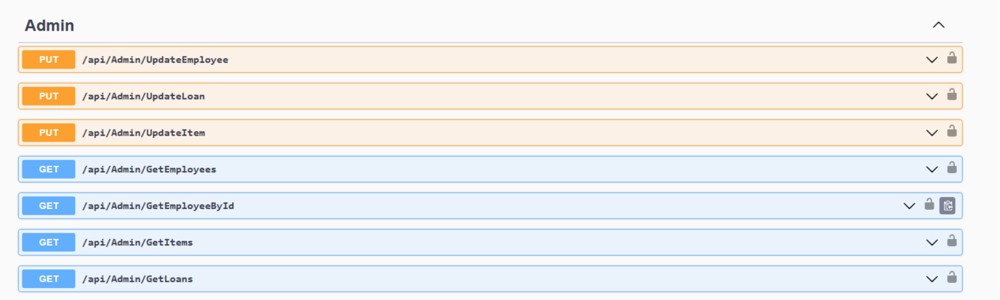 Admin
PUT /api/Admin/UpdateEmployee
PUT /api/Admin/UpdateLoan
PUT /api/Admin/UpdateItem
GET /api/Admin/GetEmployees
GET /api/Admin/GetEmployeeById
GET /api/Admin/GetItems
GET /api/Admin/GetLoans